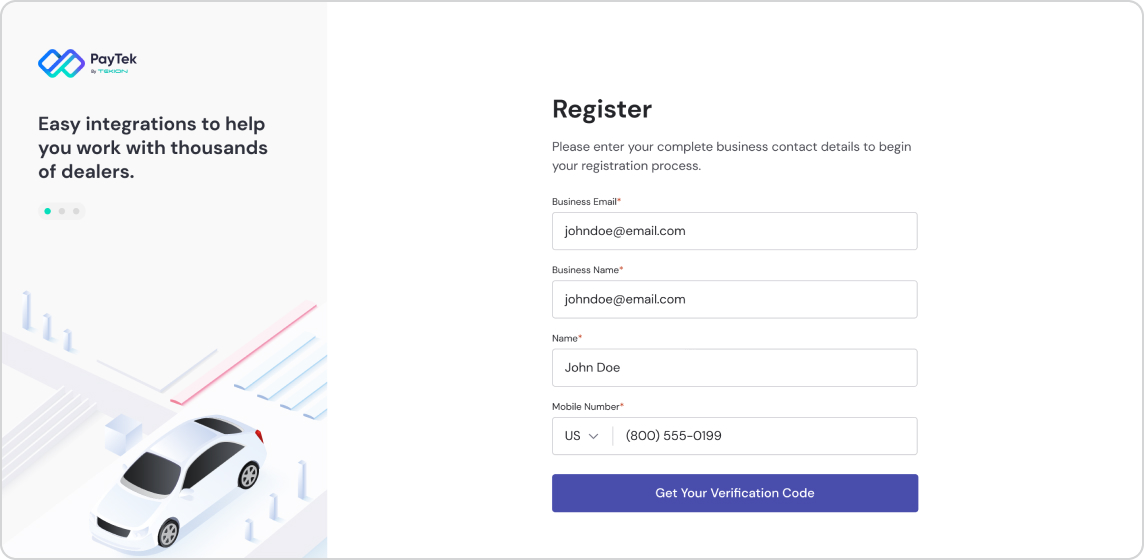 PayTek
By TEKION
Easy integrations to help
you work with thousands
of dealers.
Register
Please enter your complete business contact details to begin
your registration process.
Business Email*
johndoe@email.com
Business Name*
johndoe@email.com
Name*
John Doe
Mobile Number*
US (800) 555-0199
Get Your Verification Code